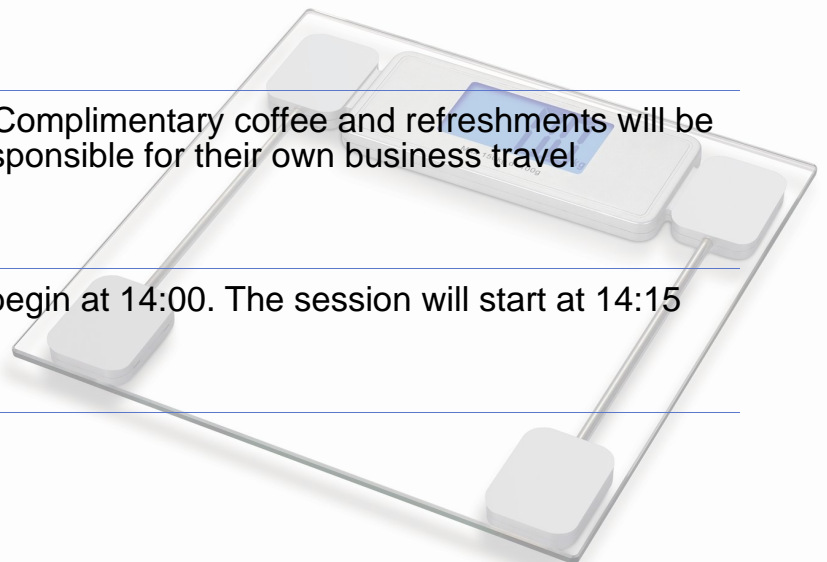 Complimentary coffee and refreshments will be
sponsible for their own business travel
begin at 14:00. The session will start at 14:15